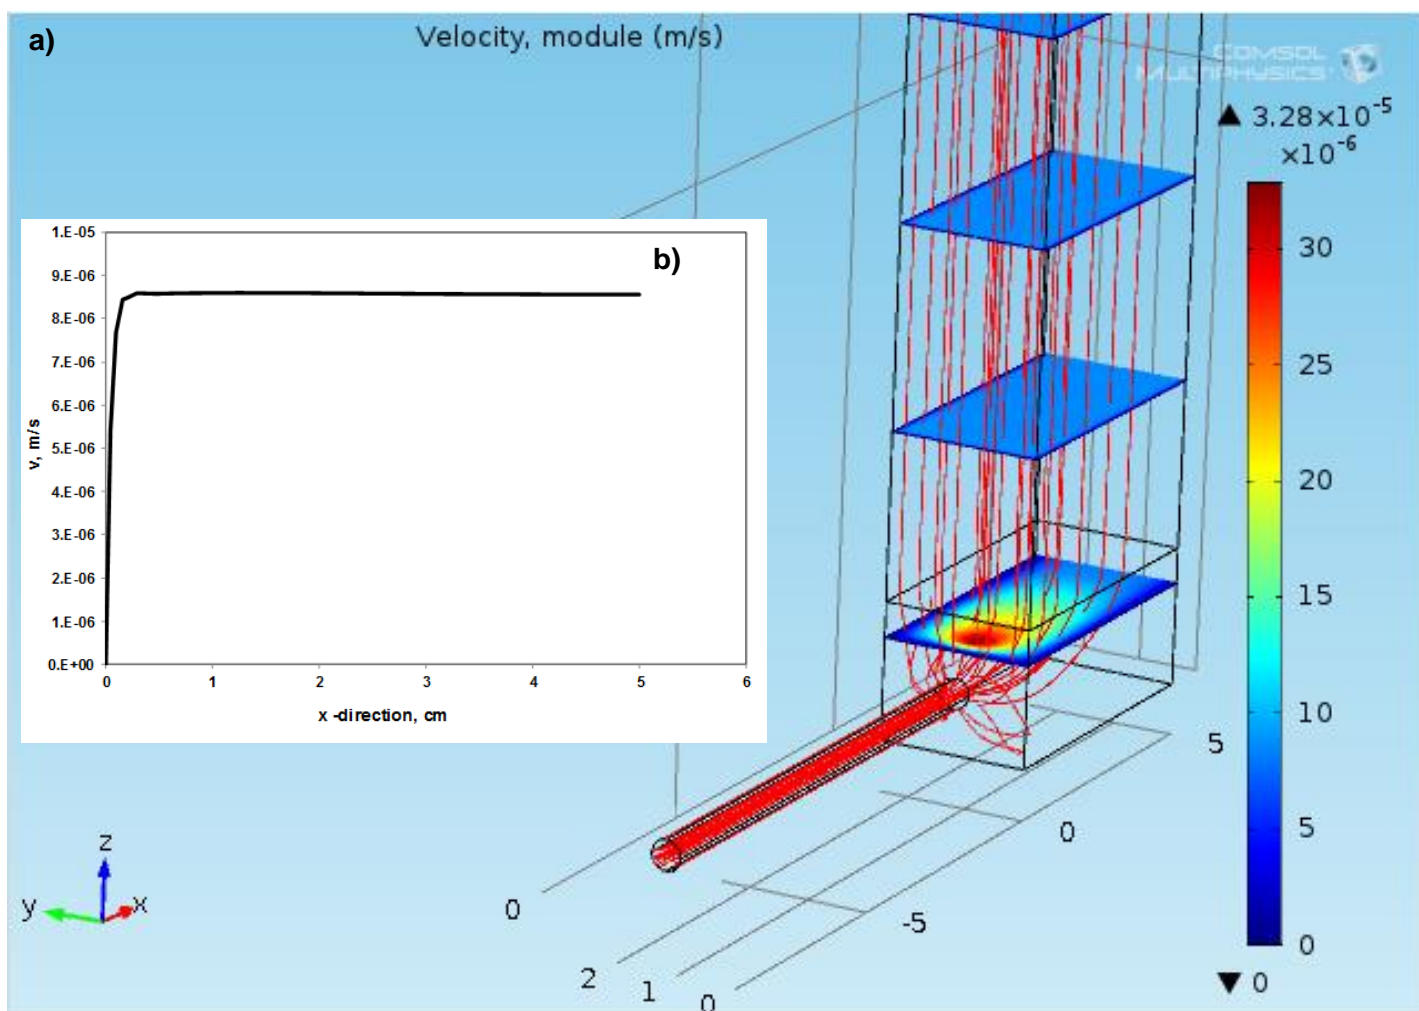 a)
Velocity, module (m/s)
COMSOL
MULTIPHYSICS
▲ 3.28×10⁻⁵
×10⁻⁶
30
25
20
15
10
5
0
▼ 0
b)
1.E-05
9.E-06
8.E-06
7.E-06
6.E-06
5.E-06
4.E-06
3.E-06
2.E-06
1.E-06
0.E+00
v, m/s
0 1 2 3 4 5 6
x -direction, cm
5
0
-5
0
2
1
0
z
y
x